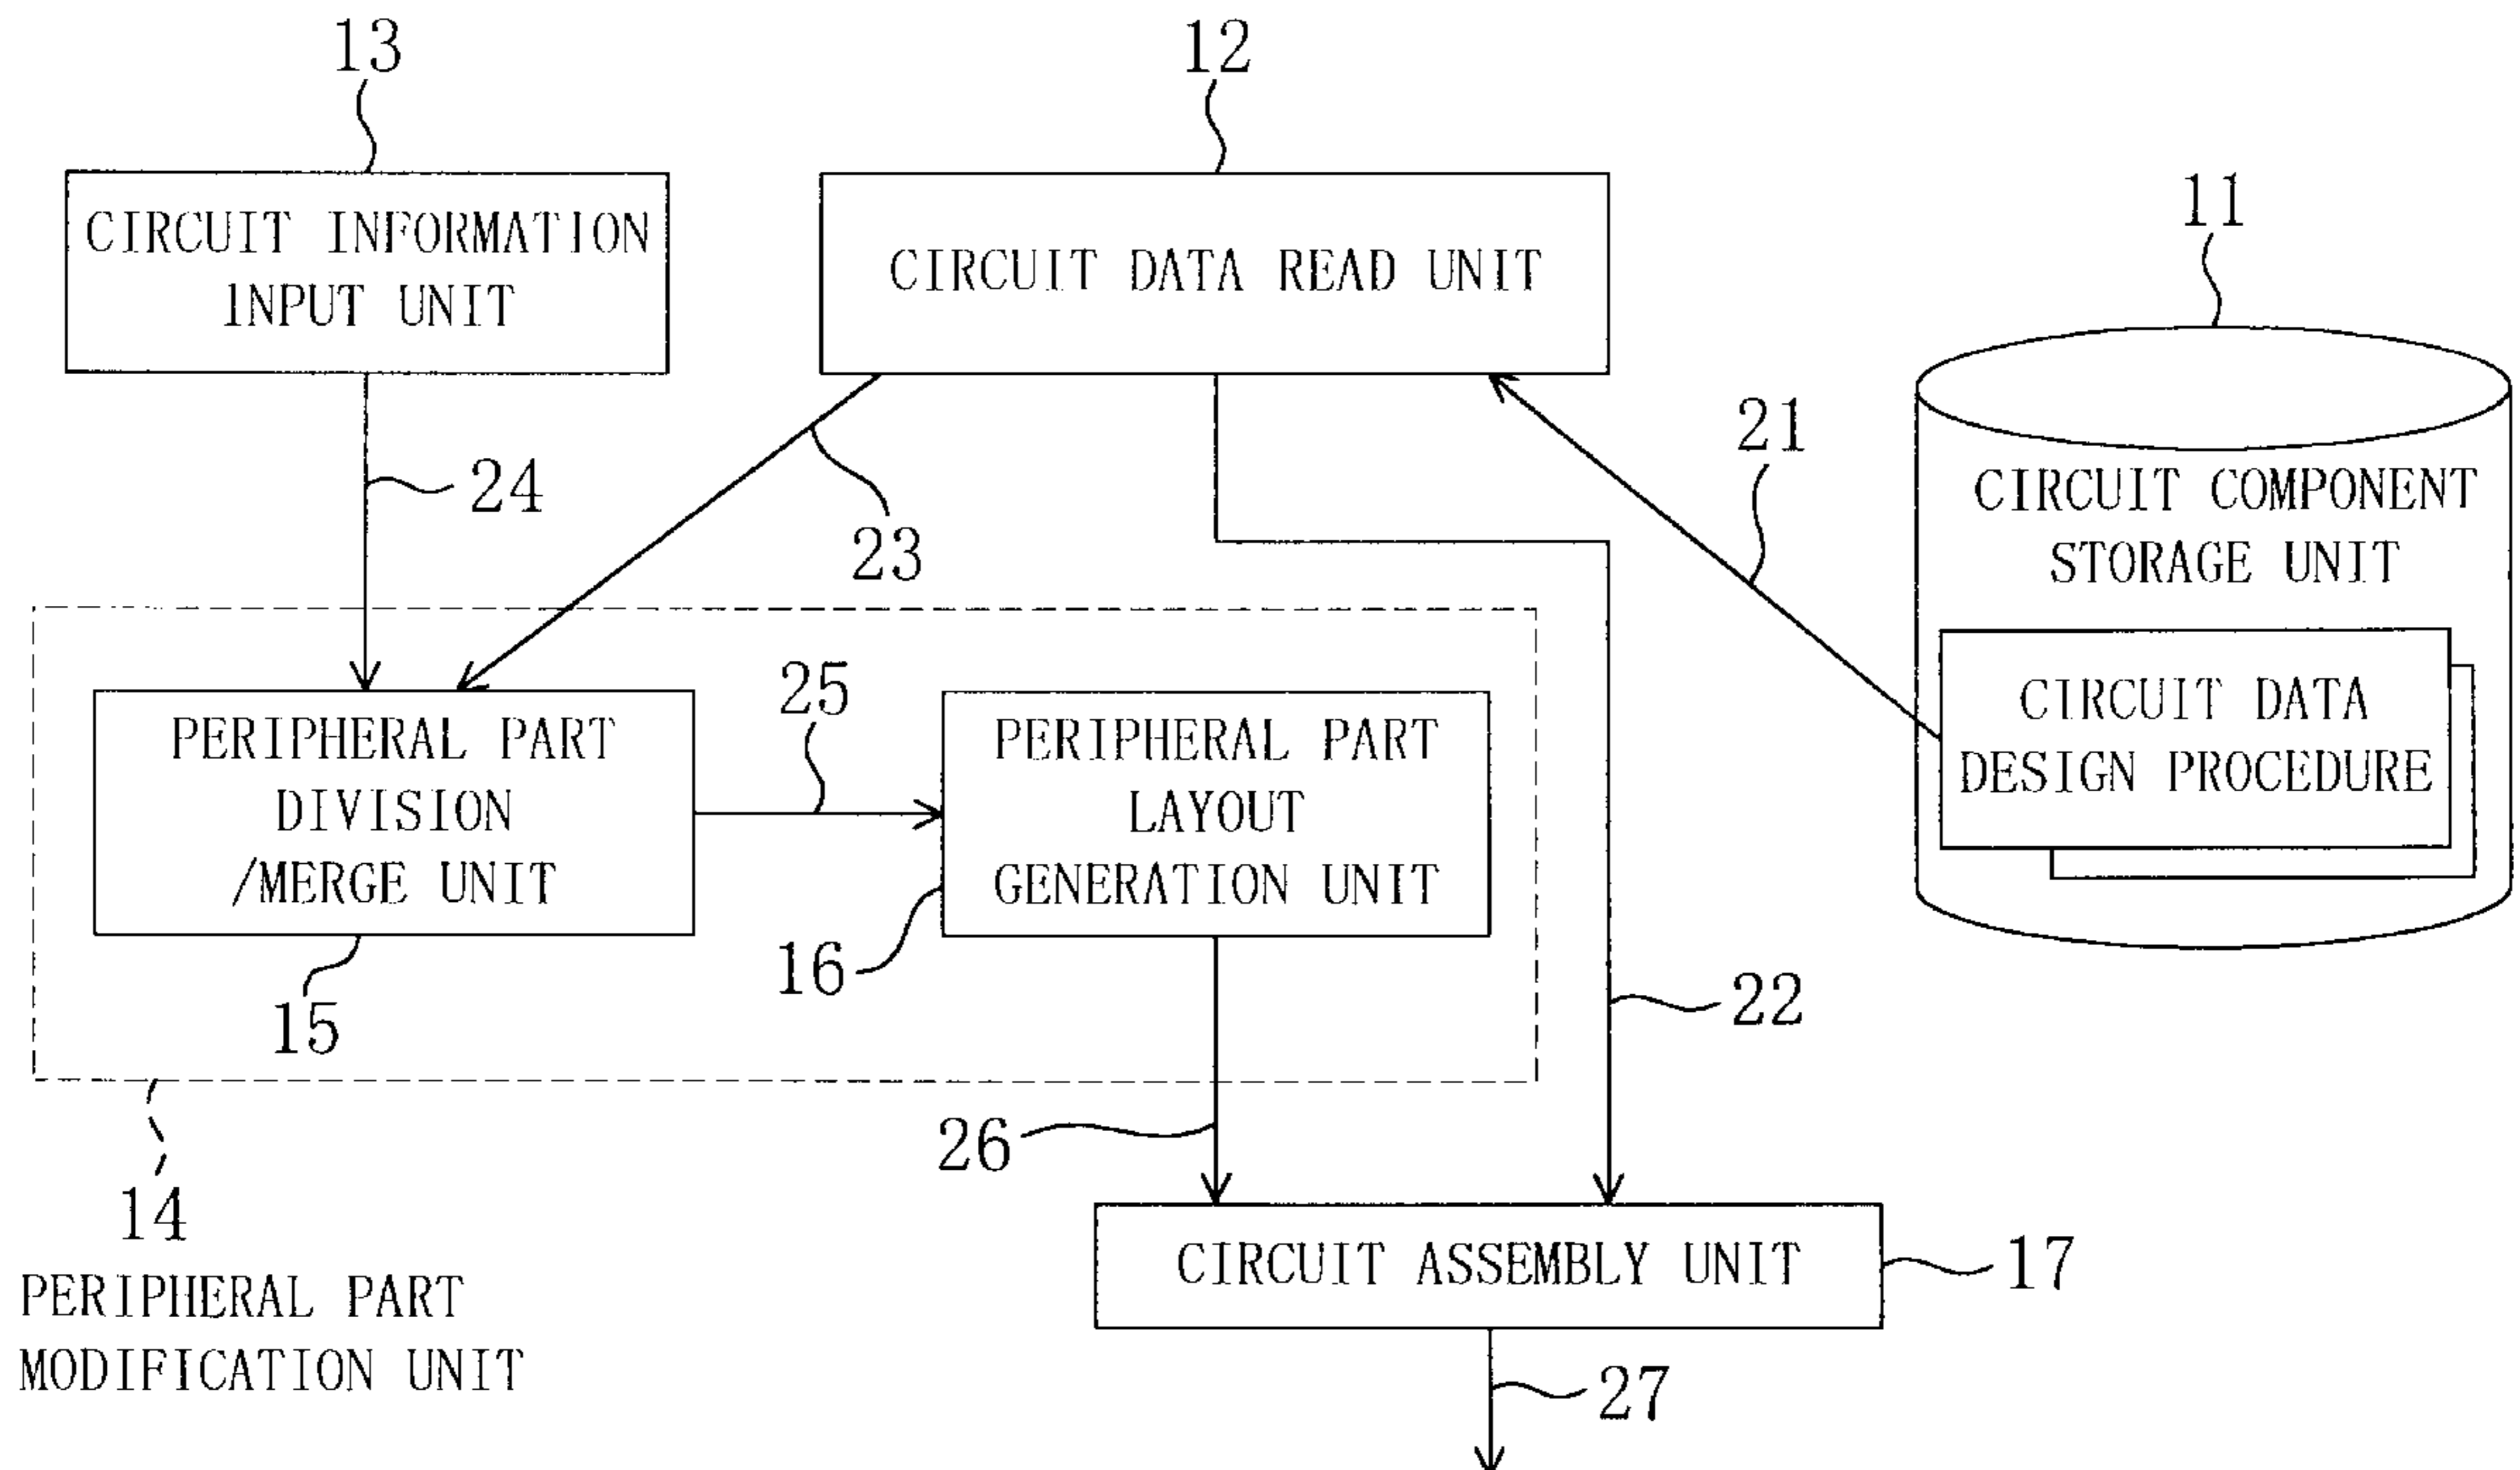 13
12
CIRCUIT INFORMATION
INPUT UNIT
CIRCUIT DATA READ UNIT
11
21
24
23
CIRCUIT COMPONENT
STORAGE UNIT
CIRCUIT DATA
DESIGN PROCEDURE
25
PERIPHERAL PART
DIVISION
/MERGE UNIT
PERIPHERAL PART
LAYOUT
GENERATION UNIT
16
15
22
26
14
PERIPHERAL PART
MODIFICATION UNIT
CIRCUIT ASSEMBLY UNIT
17
27